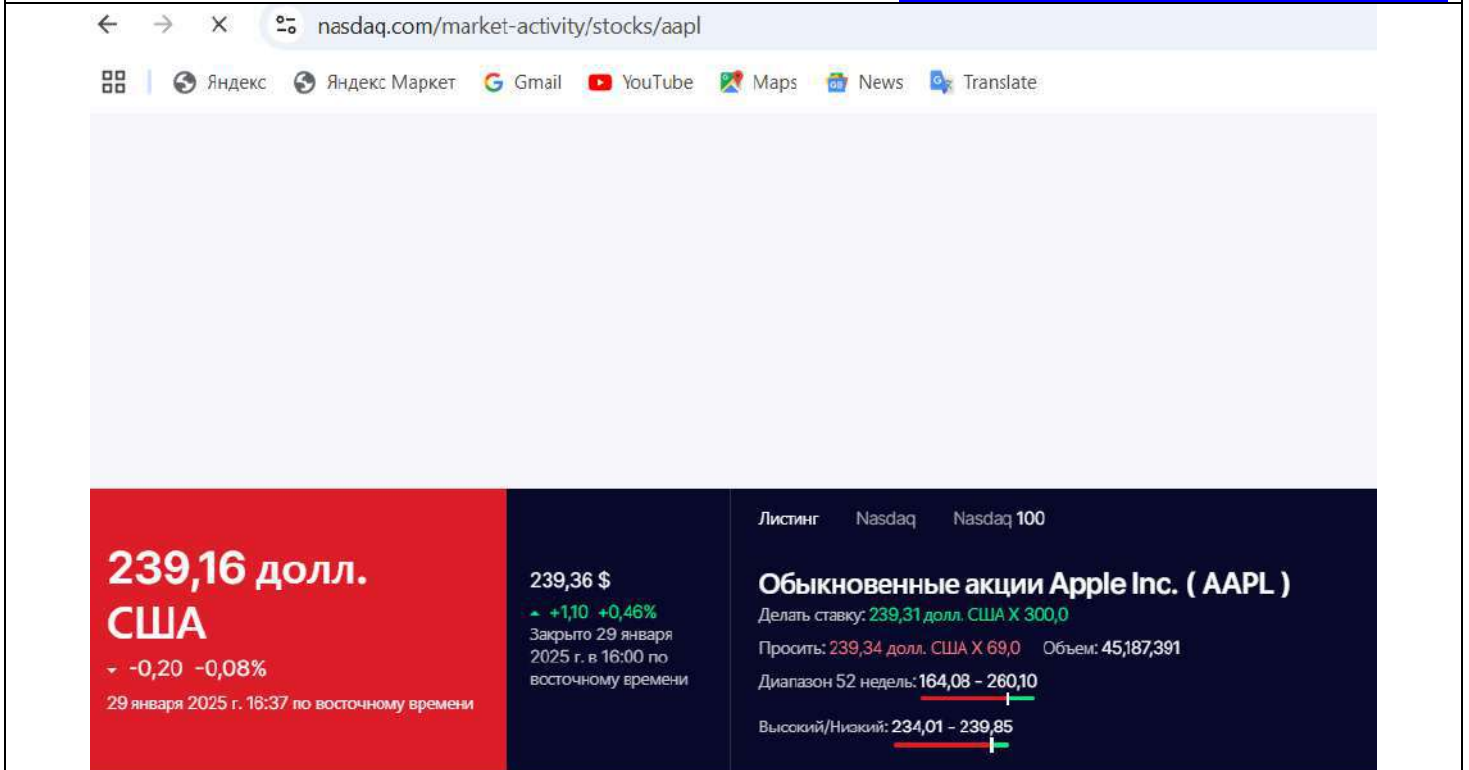 nasdaq.com/market-activity/stocks/aapl
Яндекс Яндекс Маркет Gmail YouTube Maps News Translate
239,16 долл.
США
-0,20 -0,08%
29 января 2025 г. 16:37 по восточному времени
239,36 $
+1,10 +0,46%
Закрыто 29 января
2025 г. в 16:00 по
восточному времени
Листинг Nasdaq Nasdaq 100
Обыкновенные акции Apple Inc. ( AAPL )
Делать ставку: 239,31 долл. США X 300,0
Просить: 239,34 долл. США X 69,0 Объем: 45,187,391
Диапазон 52 недель: 164,08 – 260,10
Высокий/Низкий: 234,01 – 239,85